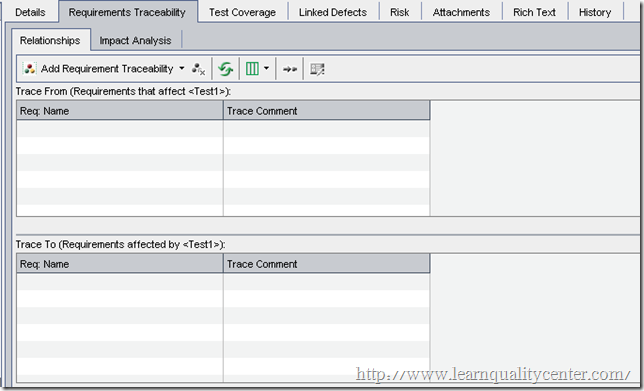 Details Requirements Traceability Test Coverage Linked Defects Risk Attachments Rich Text History
Relationships Impact Analysis
Add Requirement Traceability
Trace From (Requirements that affect <Test1>):
Req: Name Trace Comment
Trace To (Requirements affected by <Test1>):
Req: Name Trace Comment
http://www.learnqualitycenter.com/